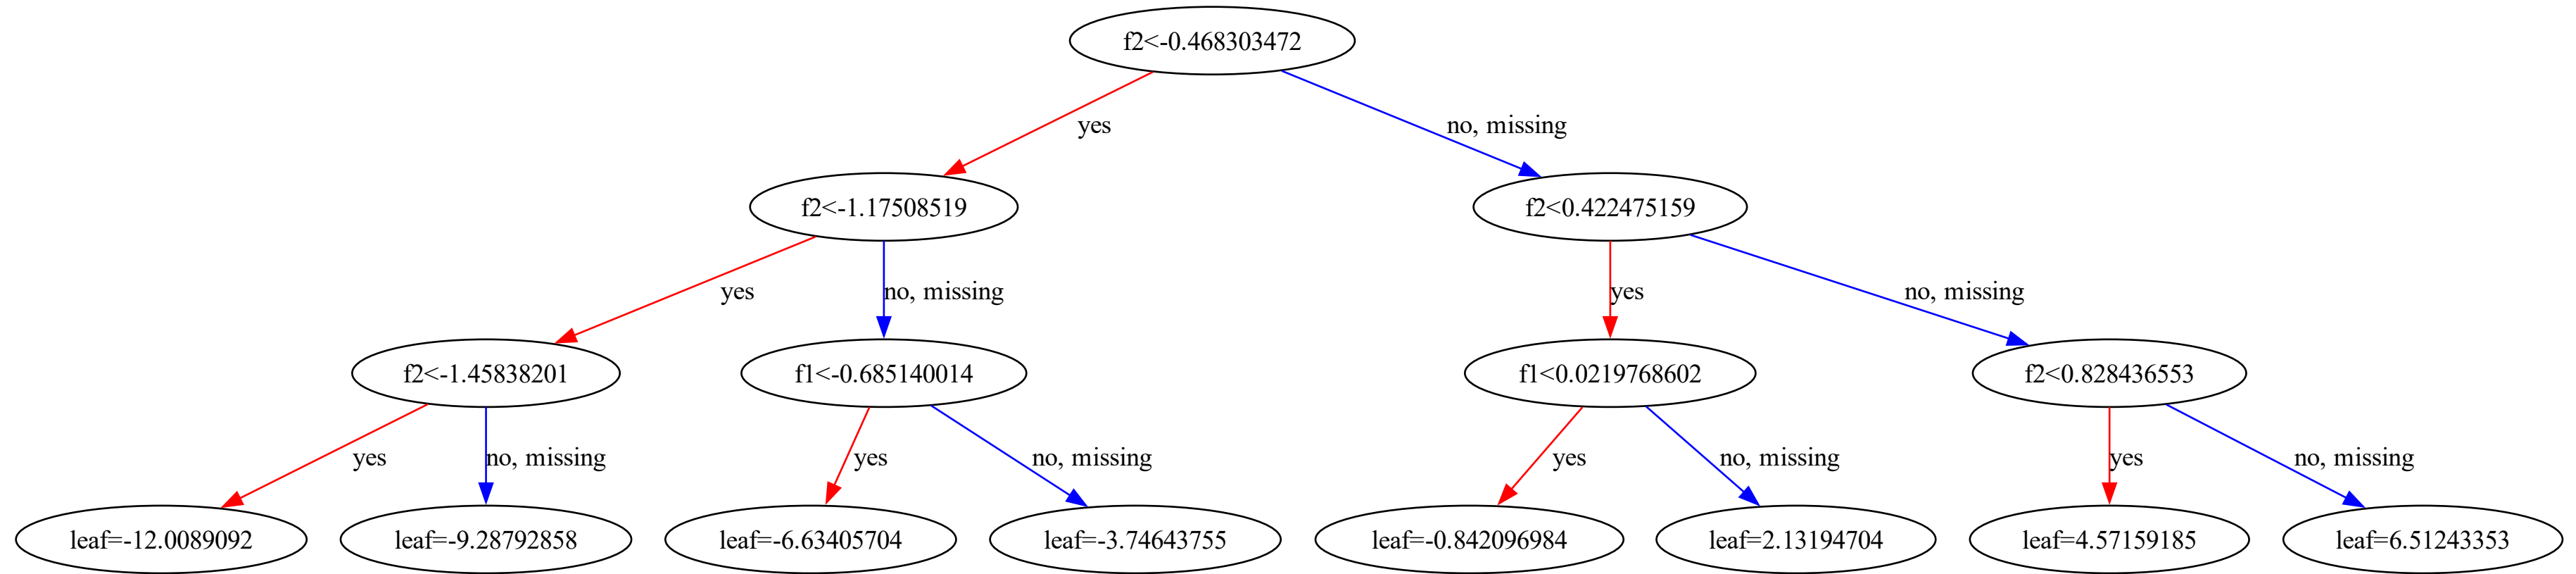 f2<-0.468303472
yes
no, missing
f2<-1.17508519
f2<0.422475159
yes
no, missing
yes
no, missing
f2<-1.45838201
f1<-0.685140014
f1<0.0219768602
f2<0.828436553
yes
no, missing
yes
no, missing
yes
no, missing
yes
no, missing
leaf=-12.0089092
leaf=-9.28792858
leaf=-6.63405704
leaf=-3.74643755
leaf=-0.842096984
leaf=2.13194704
leaf=4.57159185
leaf=6.51243353